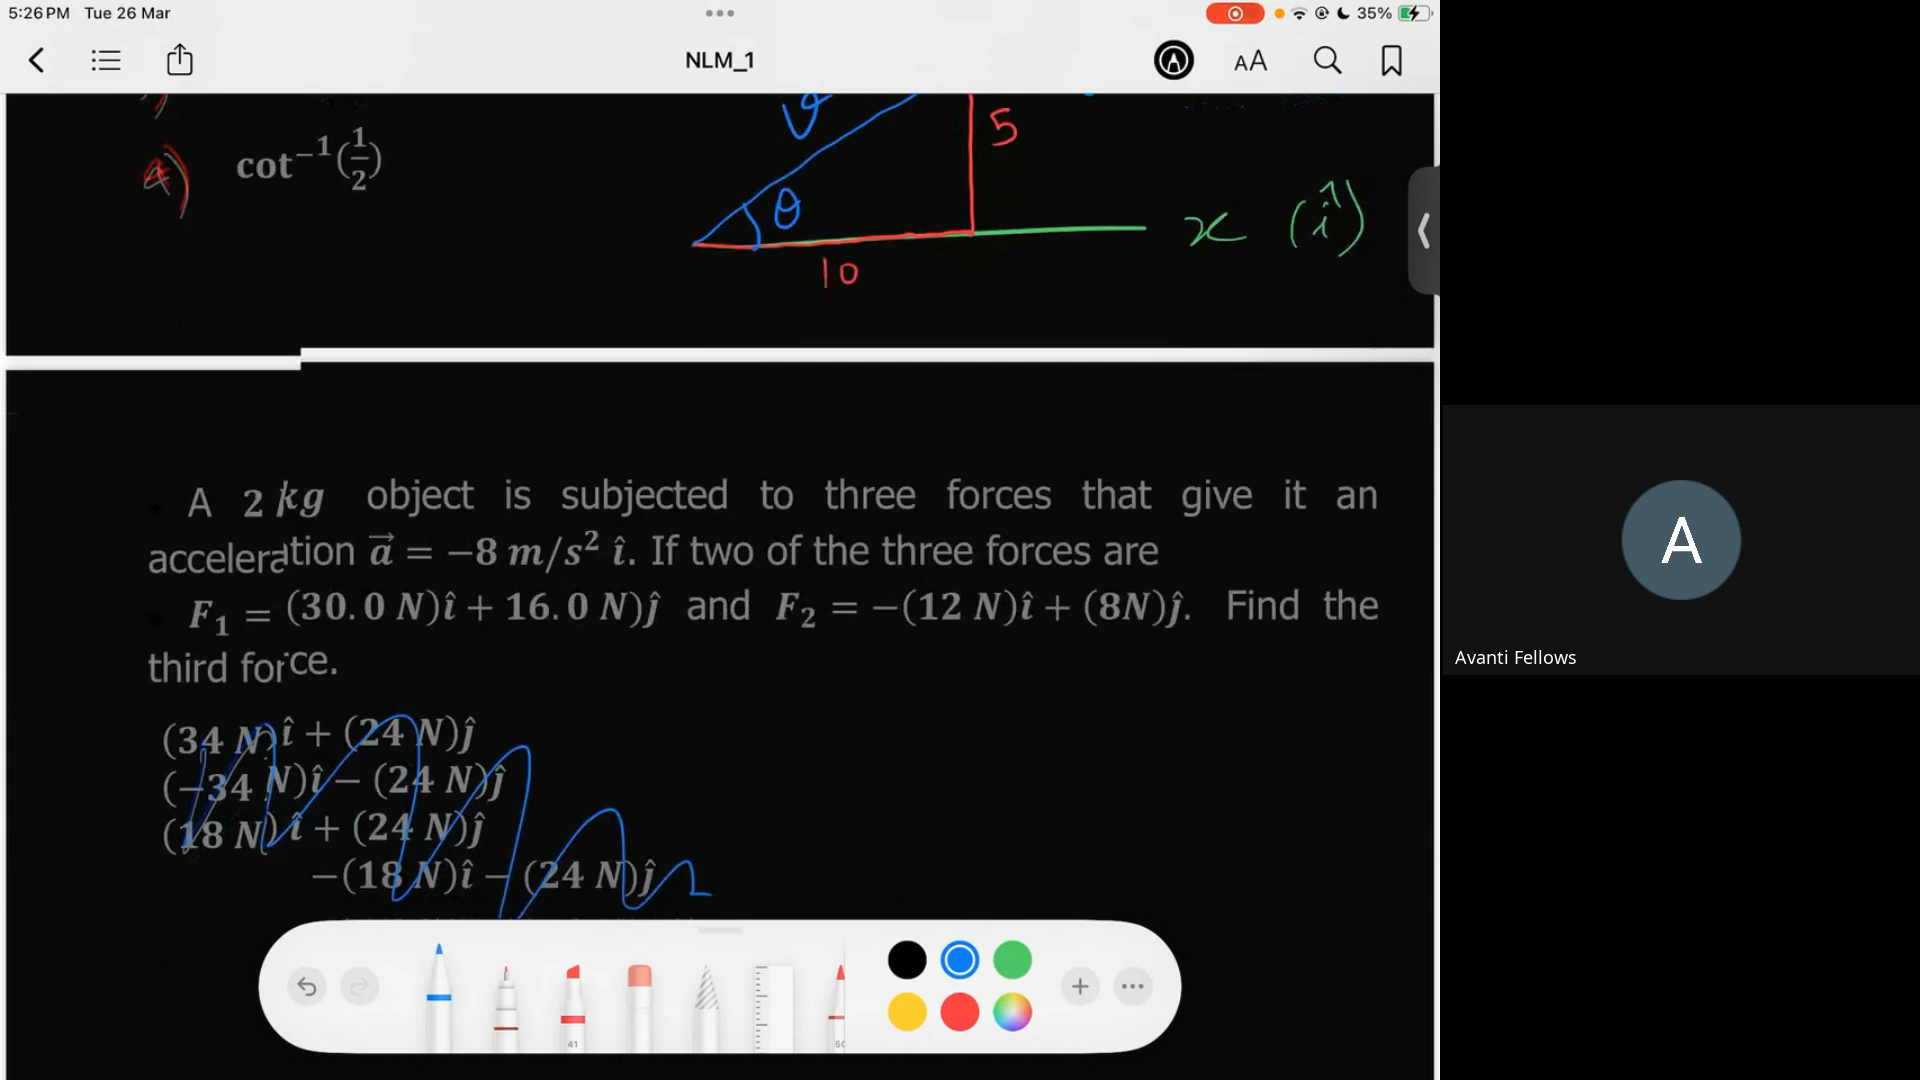 5:26 PM Tue 26 Mar
35%
NLM_1
AA
4) cot⁻¹(1/2)
5
θ
x (î)
10
A 2 kg object is subjected to three forces that give it an
acceleration a⃗ = −8 m/s² î. If two of the three forces are
F₁ = (30.0 N)î + 16.0 N)ĵ and F₂ = −(12 N)î + (8N)ĵ. Find the
third force.
(34 N)î + (24 N)ĵ
(−34 N)î − (24 N)ĵ
(18 N) î + (24 N)ĵ
−(18 N)î − (24 N)ĵ
41
50
A
Avanti Fellows